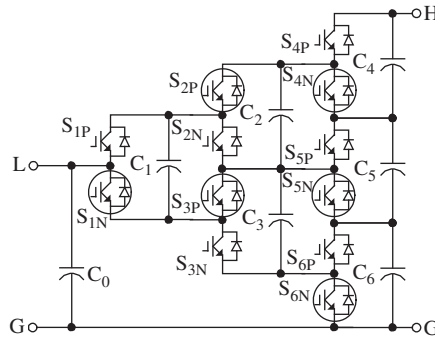 H
S4P
C4
S4N
S2P
C2
S1P
S2N
S5P
C1
C5
L
S5N
S3P
S1N
C3
S6P
S3N
C6
C0
S6N
G
G